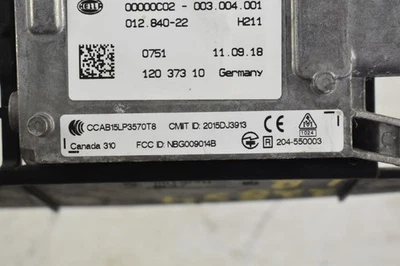 HELLA
00000C02 - 003.004.001
012.840-22 H211
0751 11.09.18
120 373 10 Germany
CCAB15LP3570T8 CMIIT ID: 2015DJ3913
Canada 310 FCC ID: NBG009014B R 204-550003